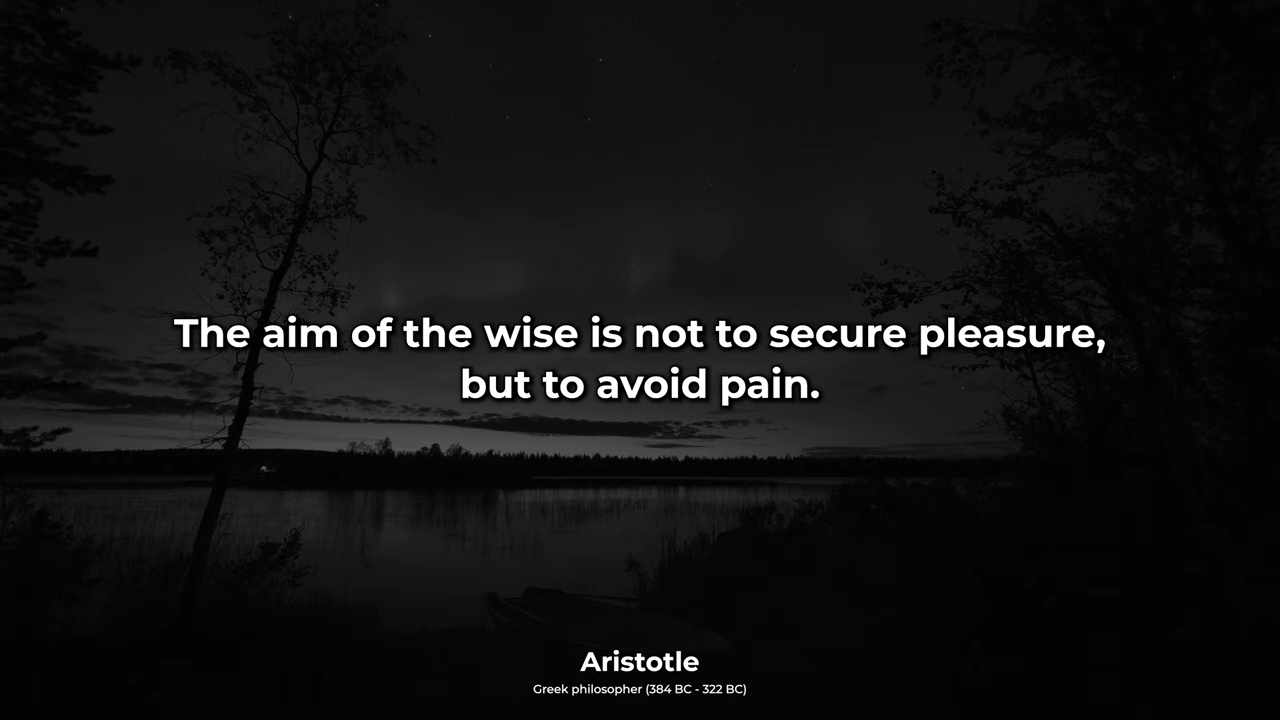 The aim of the wise is not to secure pleasure,
but to avoid pain.
Aristotle
Greek philosopher (384 BC - 322 BC)